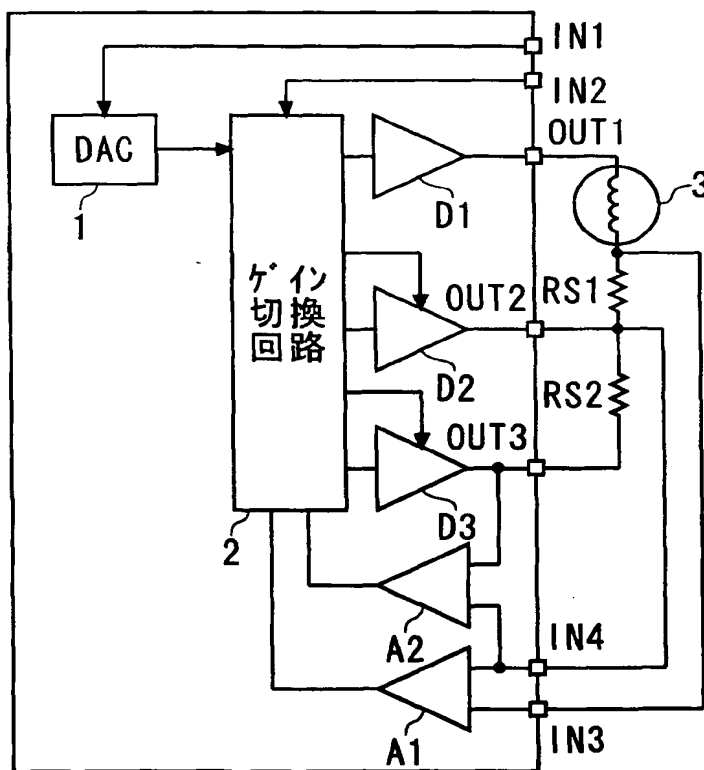 IN1
IN2
OUT1
DAC
1
D1
3
ｹﾞｲﾝ
切換
回路
OUT2
RS1
D2
RS2
OUT3
D3
2
A2
IN4
A1
IN3